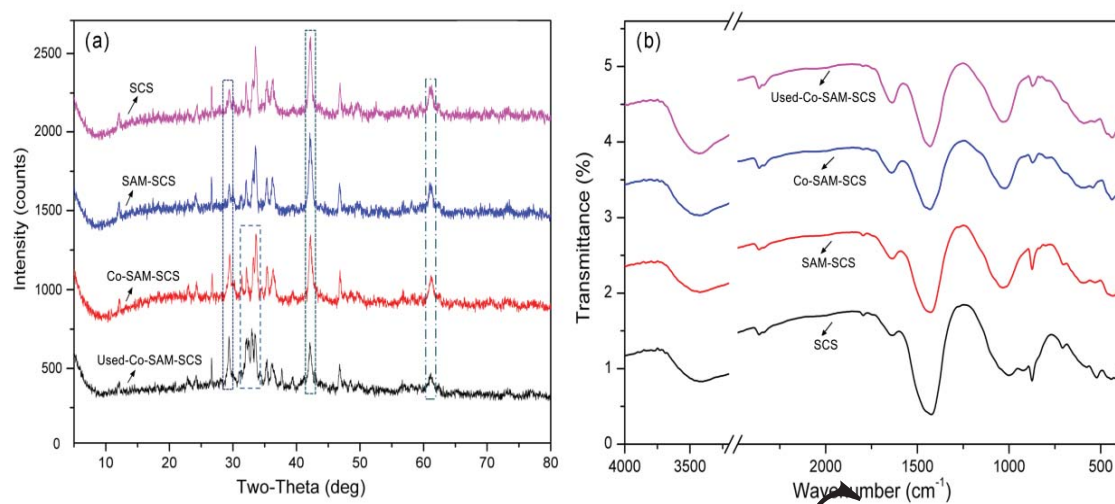 (a)
2500
2000
1500
1000
500
0
Intensity (counts)
SCS
SAM-SCS
Co-SAM-SCS
Used-Co-SAM-SCS
10 20 30 40 50 60 70 80
Two-Theta (deg)
(b)
5
4
3
2
1
0
Transmittance (%)
Used-Co-SAM-SCS
Co-SAM-SCS
SAM-SCS
SCS
4000 3500 2000 1500 1000 500
(cm⁻¹)